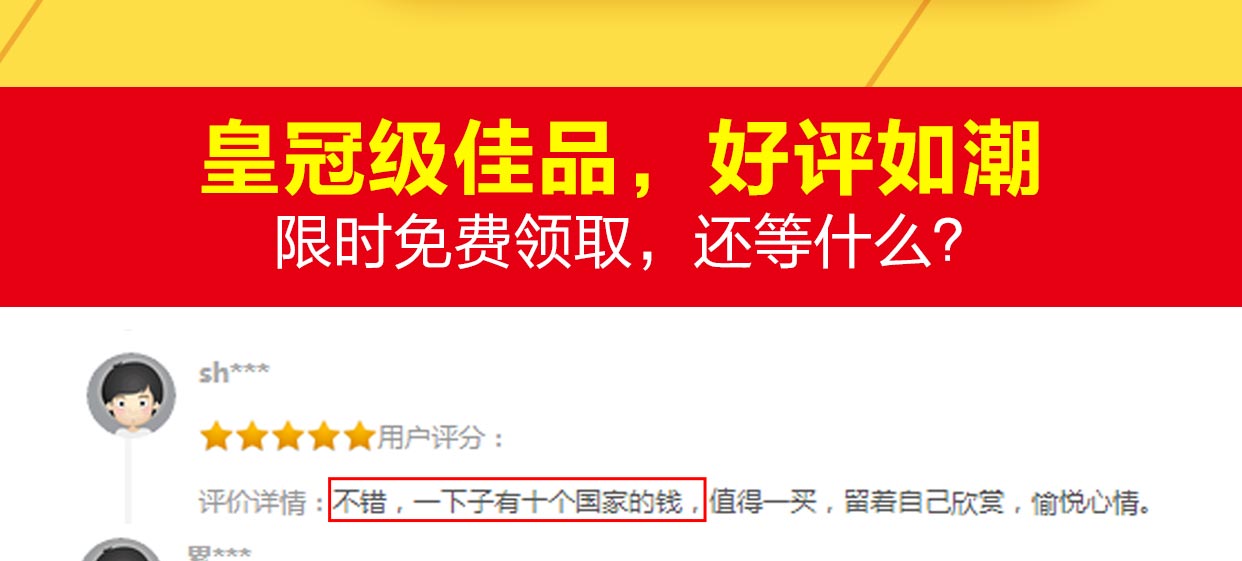 皇冠级佳品，好评如潮
限时免费领取，还等什么？
sh***
用户评分：
评价详情：不错，一下子有十个国家的钱，值得一买，留着自己欣赏，愉悦心情。
累***